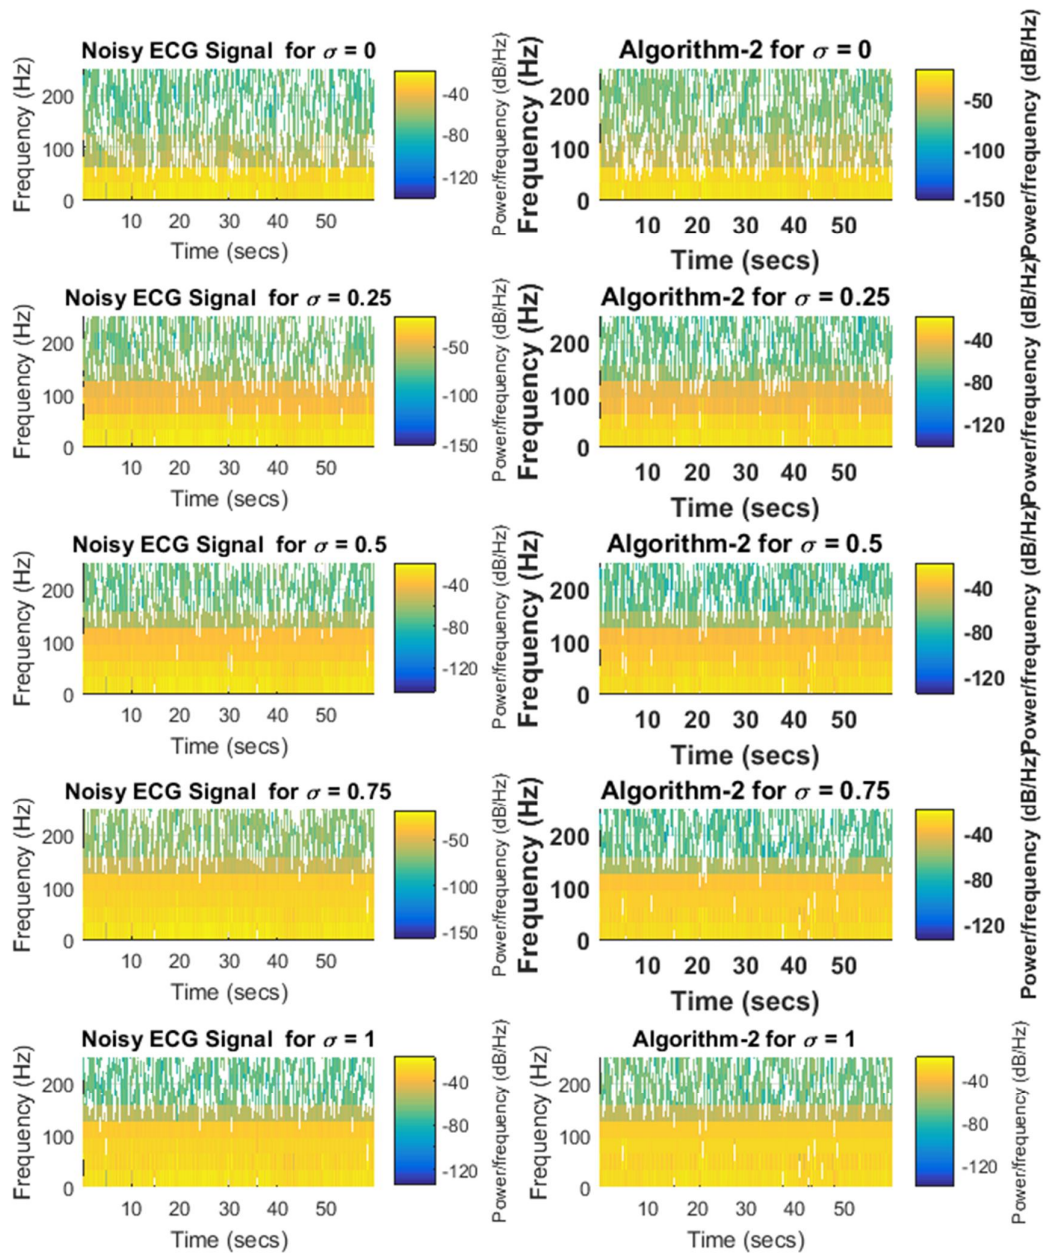 Noisy ECG Signal for σ = 0
Frequency (Hz)
200
100
0
10 20 30 40 50
Time (secs)
-40
-80
-120
Power/frequency (dB/Hz)
Algorithm-2 for σ = 0
Frequency (Hz)
200
100
0
10 20 30 40 50
Time (secs)
-50
-100
-150
Power/frequency (dB/Hz)
Noisy ECG Signal for σ = 0.25
Frequency (Hz)
200
100
0
10 20 30 40 50
Time (secs)
-50
-100
-150
Power/frequency (dB/Hz)
Algorithm-2 for σ = 0.25
Frequency (Hz)
200
100
0
10 20 30 40 50
Time (secs)
-40
-80
-120
Power/frequency (dB/Hz)
Noisy ECG Signal for σ = 0.5
Frequency (Hz)
200
100
0
10 20 30 40 50
Time (secs)
-40
-80
-120
Power/frequency (dB/Hz)
Algorithm-2 for σ = 0.5
Frequency (Hz)
200
100
0
10 20 30 40 50
Time (secs)
-40
-80
-120
Power/frequency (dB/Hz)
Noisy ECG Signal for σ = 0.75
Frequency (Hz)
200
100
0
10 20 30 40 50
Time (secs)
-50
-100
-150
Power/frequency (dB/Hz)
Algorithm-2 for σ = 0.75
Frequency (Hz)
200
100
0
10 20 30 40 50
Time (secs)
-40
-80
-120
Power/frequency (dB/Hz)
Noisy ECG Signal for σ = 1
Frequency (Hz)
200
100
0
10 20 30 40 50
Time (secs)
-40
-80
-120
Power/frequency (dB/Hz)
Algorithm-2 for σ = 1
Frequency (Hz)
200
100
0
10 20 30 40 50
Time (secs)
-40
-80
-120
Power/frequency (dB/Hz)